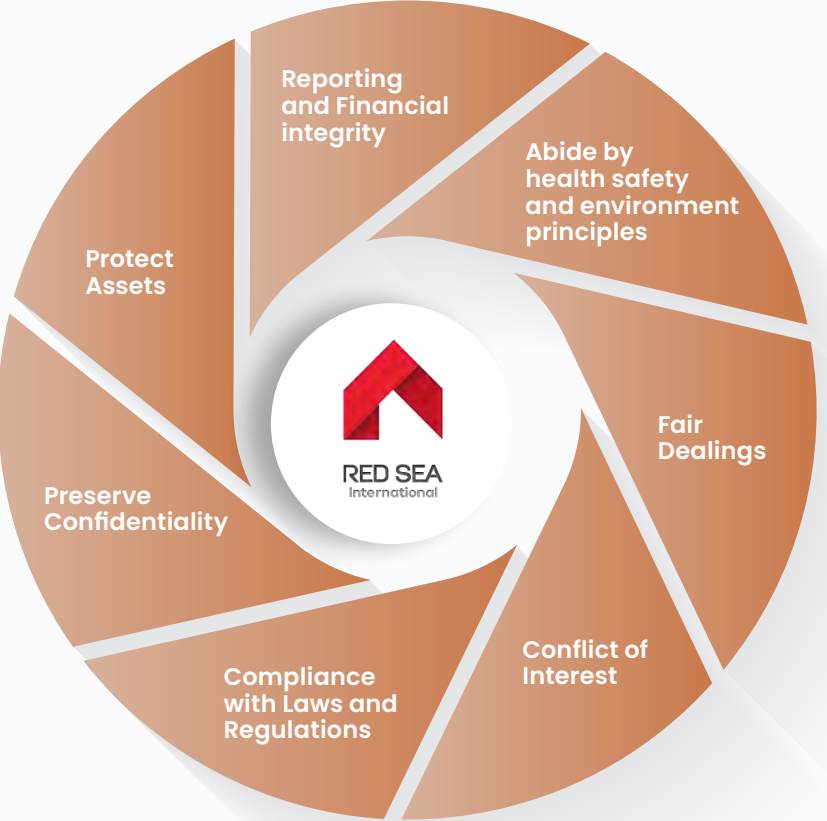 Reporting
and Financial
integrity
Abide by
health safety
and environment
principles
Fair
Dealings
Conflict of
Interest
Compliance
with Laws and
Regulations
Preserve
Confidentiality
Protect
Assets
RED SEA
International